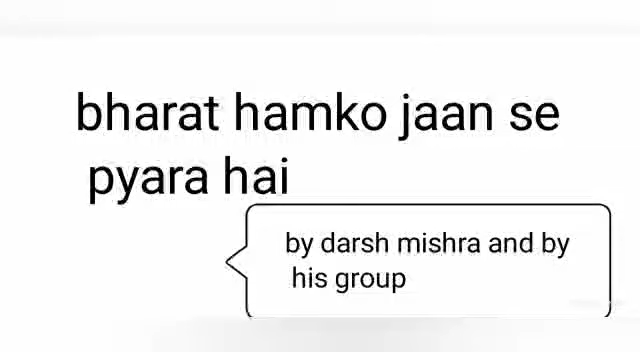 bharat hamko jaan se
pyara hai
by darsh mishra and by
his group